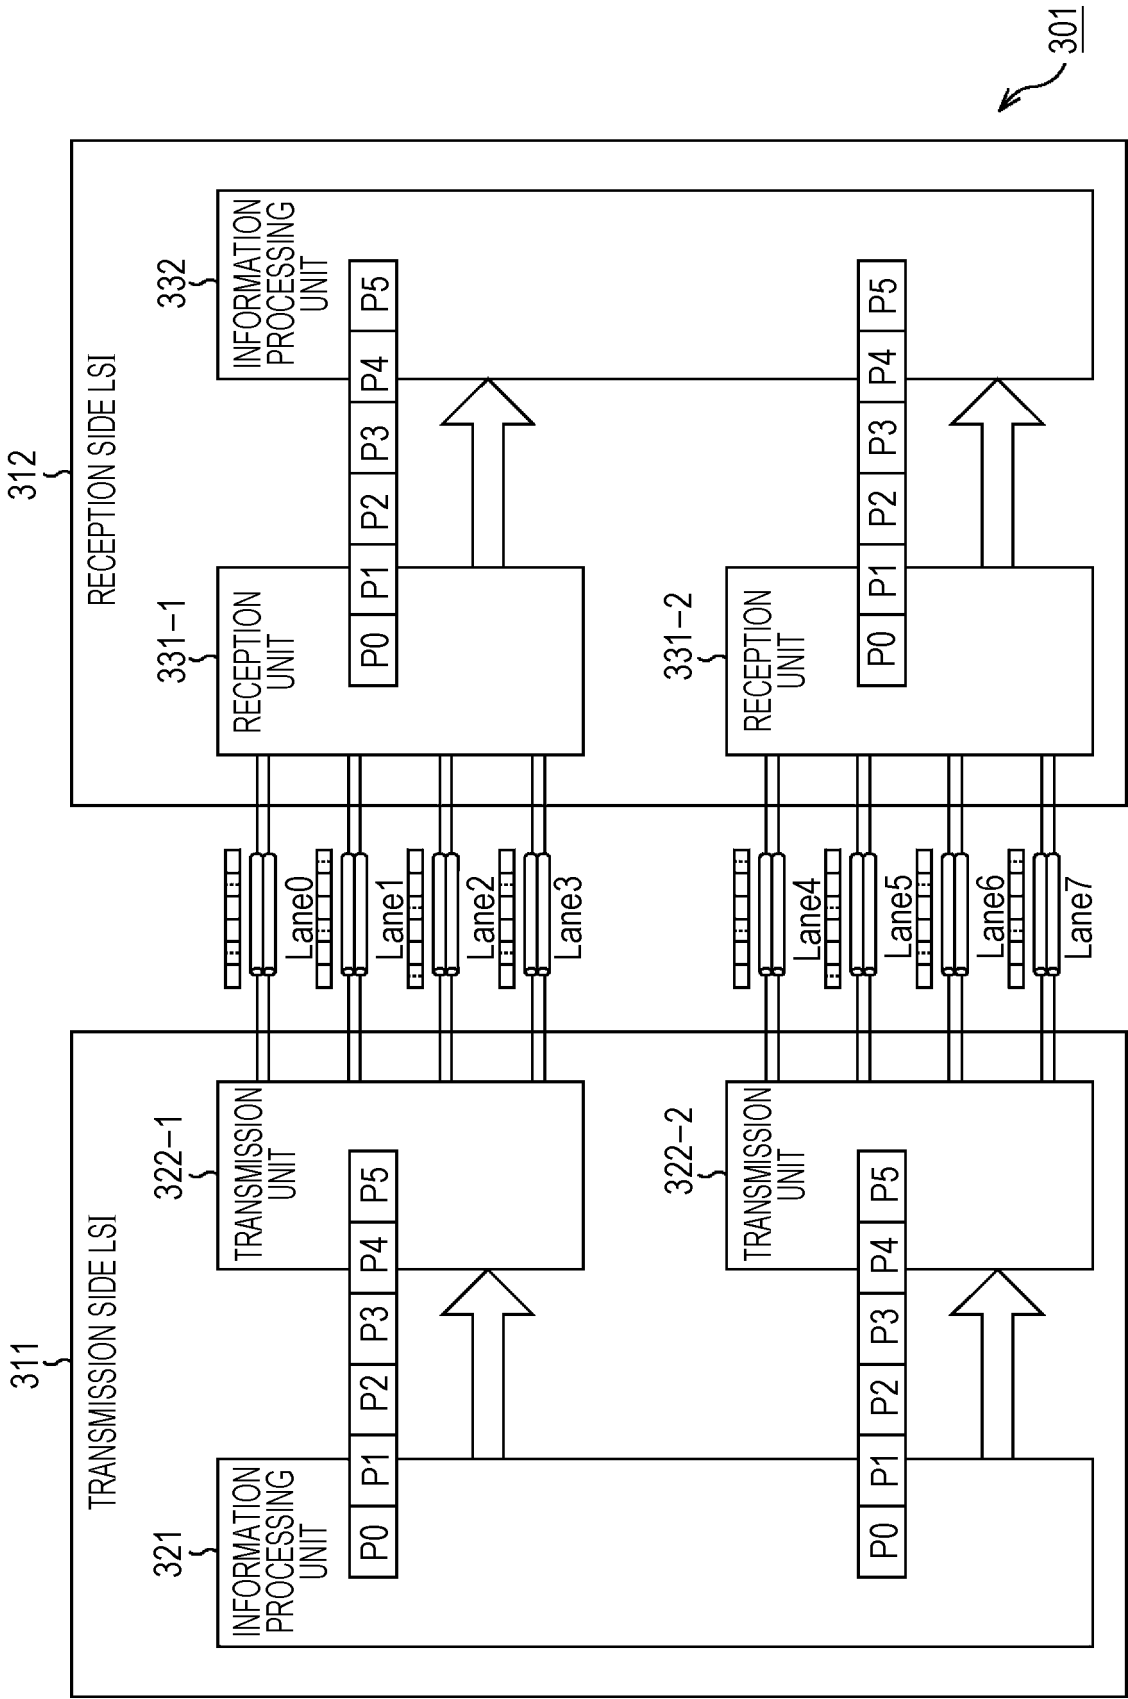 301
311
TRANSMISSION SIDE LSI
321
INFORMATION
PROCESSING
UNIT
P0 P1 P2 P3 P4 P5
322-1
TRANSMISSION
UNIT
P0 P1 P2 P3 P4 P5
322-2
TRANSMISSION
UNIT
Lane0
Lane1
Lane2
Lane3
Lane4
Lane5
Lane6
Lane7
312
RECEPTION SIDE LSI
331-1
RECEPTION
UNIT
P0 P1 P2 P3 P4 P5
331-2
RECEPTION
UNIT
P0 P1 P2 P3 P4 P5
332
INFORMATION
PROCESSING
UNIT